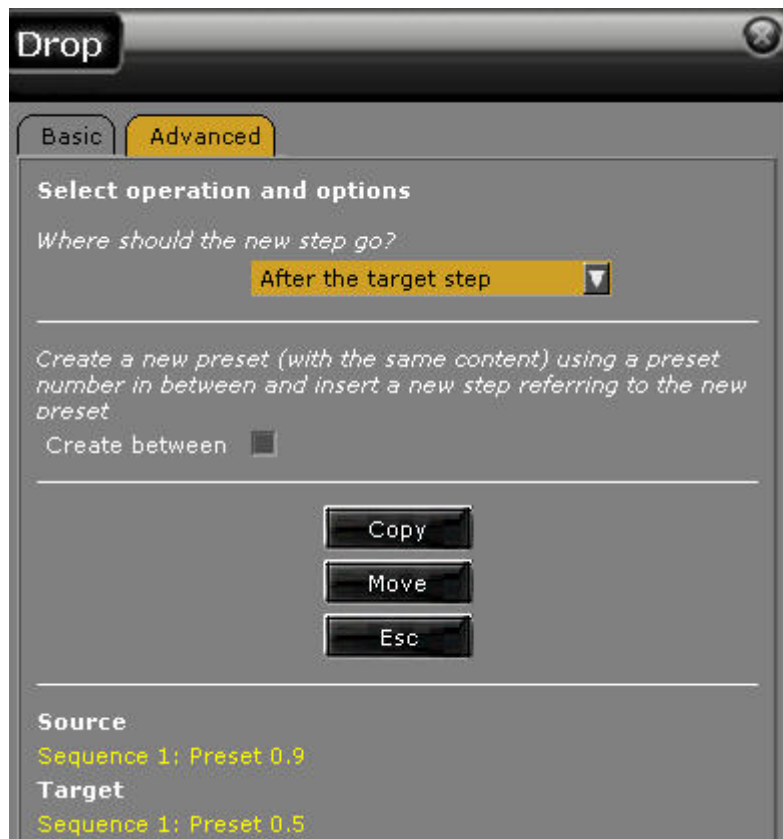 Drop
Basic Advanced
Select operation and options
Where should the new step go?
After the target step
Create a new preset (with the same content) using a preset
number in between and insert a new step referring to the new
preset
Create between
Copy
Move
Esc
Source
Sequence 1: Preset 0.9
Target
Sequence 1: Preset 0.5